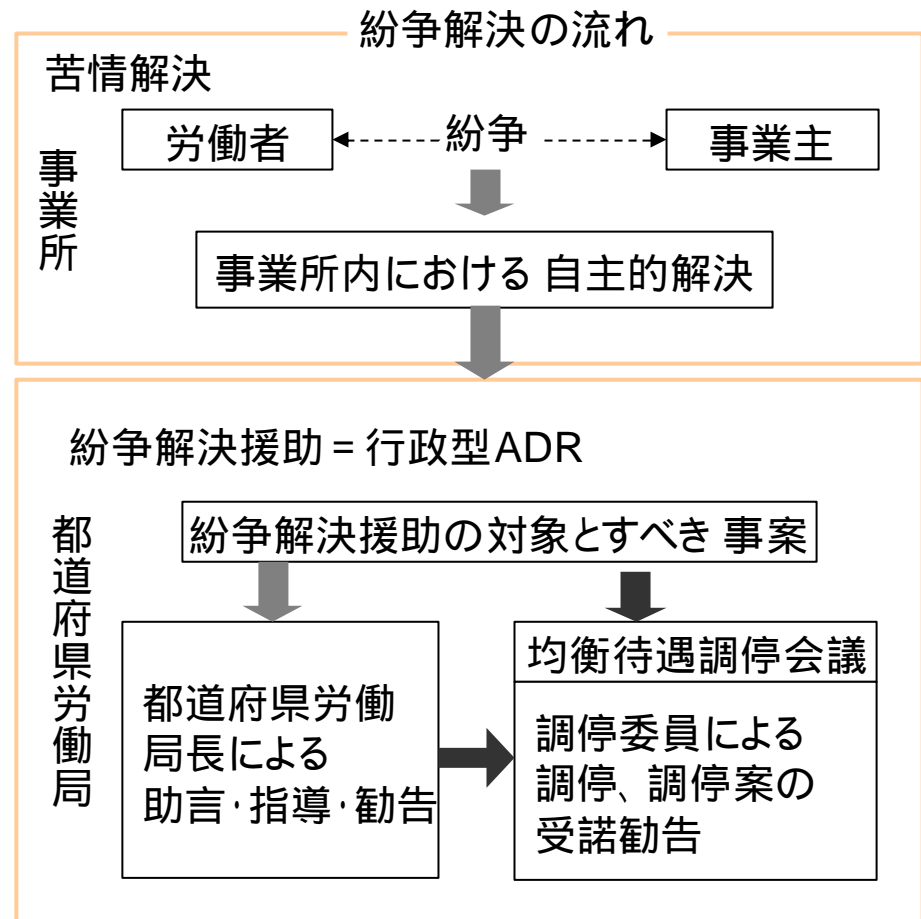 紛争解決の流れ
苦情解決
事業所
労働者
紛争
事業主
事業所内における 自主的解決
紛争解決援助 = 行政型ADR
都道府県労働局
紛争解決援助の対象とすべき 事案
都道府県労働
局長による
助言･指導･勧告
均衡待遇調停会議
調停委員による
調停、調停案の
受諾勧告